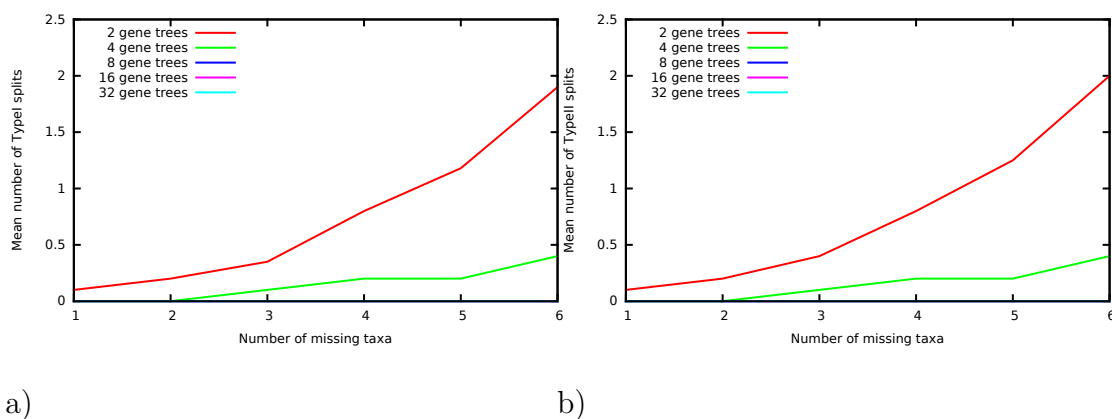 2.5
2
1.5
1
0.5
0
1
2
3
4
5
6
Mean number of TypeI splits
Number of missing taxa
2 gene trees
4 gene trees
8 gene trees
16 gene trees
32 gene trees
a)
2.5
2
1.5
1
0.5
0
1
2
3
4
5
6
Mean number of TypeII splits
Number of missing taxa
2 gene trees
4 gene trees
8 gene trees
16 gene trees
32 gene trees
b)